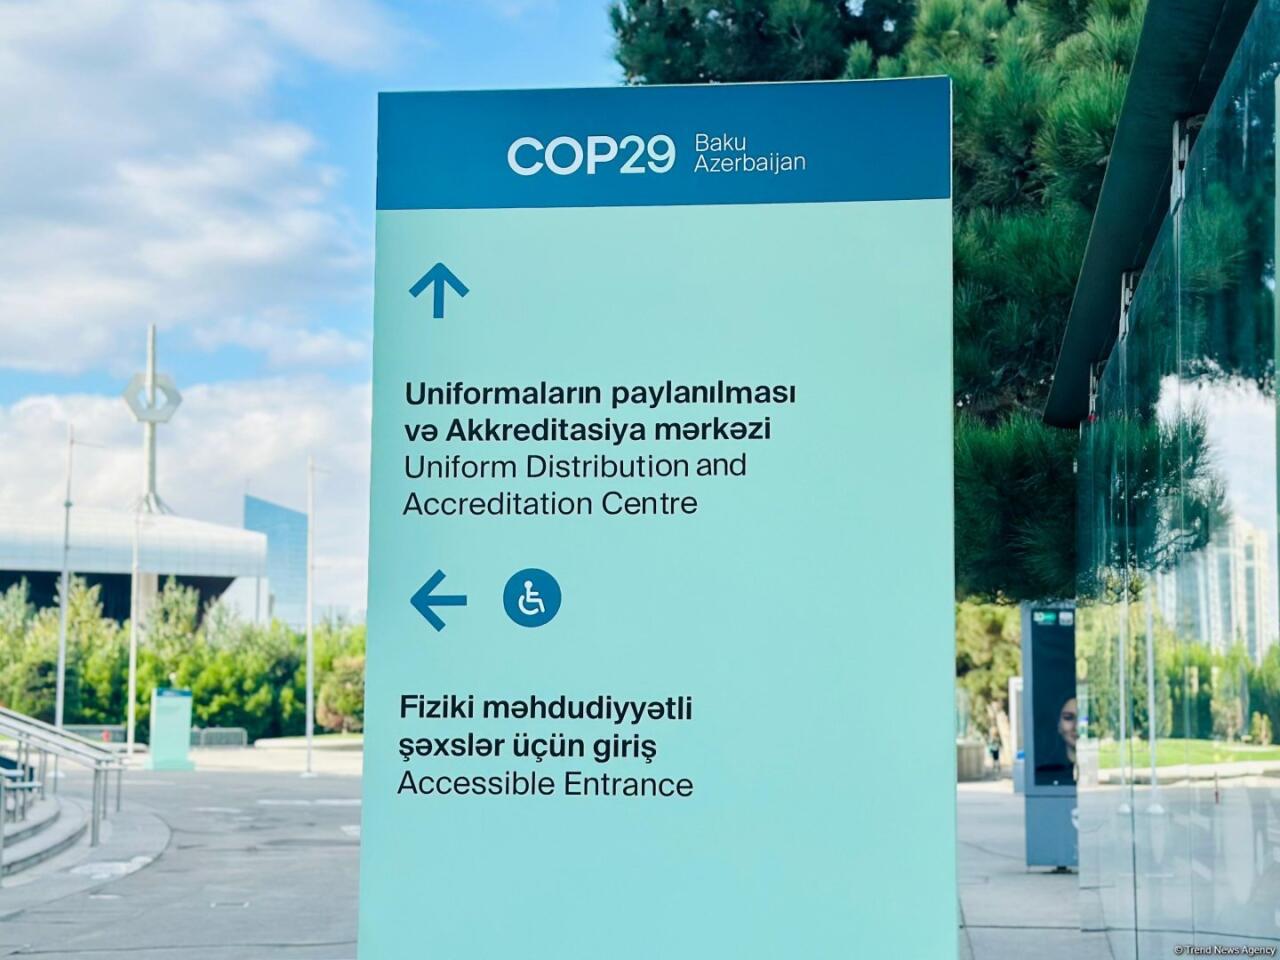 COP29
Baku
Azerbaijan
Uniformaların paylanılması
və Akkreditasiya mərkəzi
Uniform Distribution and
Accreditation Centre
Fiziki məhdudiyyətli
şəxslər üçün giriş
Accessible Entrance
© Trend News Agency